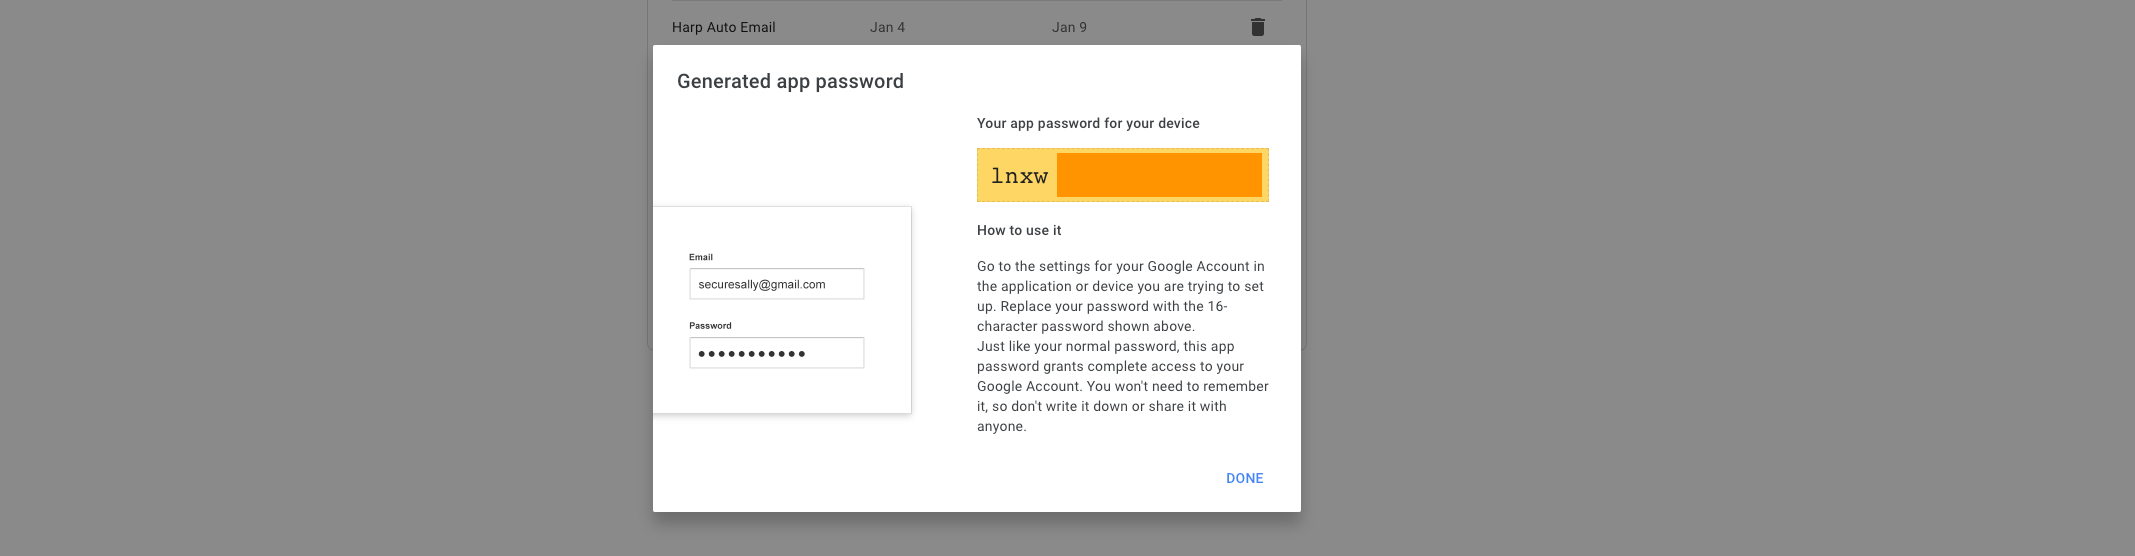 Harp Auto Email Jan 4 Jan 9
Generated app password
Your app password for your device
lnxw
Email
securesally@gmail.com
Password
●●●●●●●●●●●
How to use it
Go to the settings for your Google Account in
the application or device you are trying to set
up. Replace your password with the 16-
character password shown above.
Just like your normal password, this app
password grants complete access to your
Google Account. You won't need to remember
it, so don't write it down or share it with
anyone.
DONE